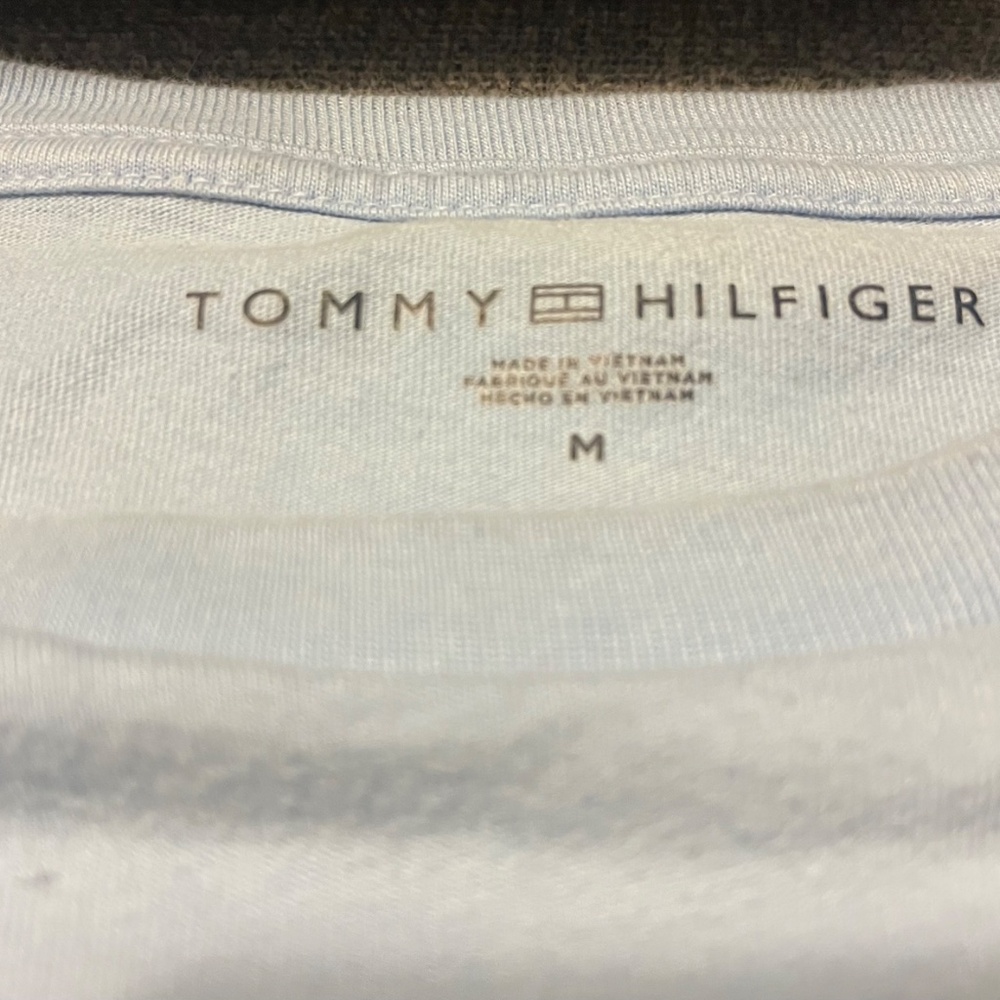 TOMMY HILFIGER
MADE IN VIETNAM
FABRIQUÉ AU VIETNAM
HECHO EN VIETNAM
M